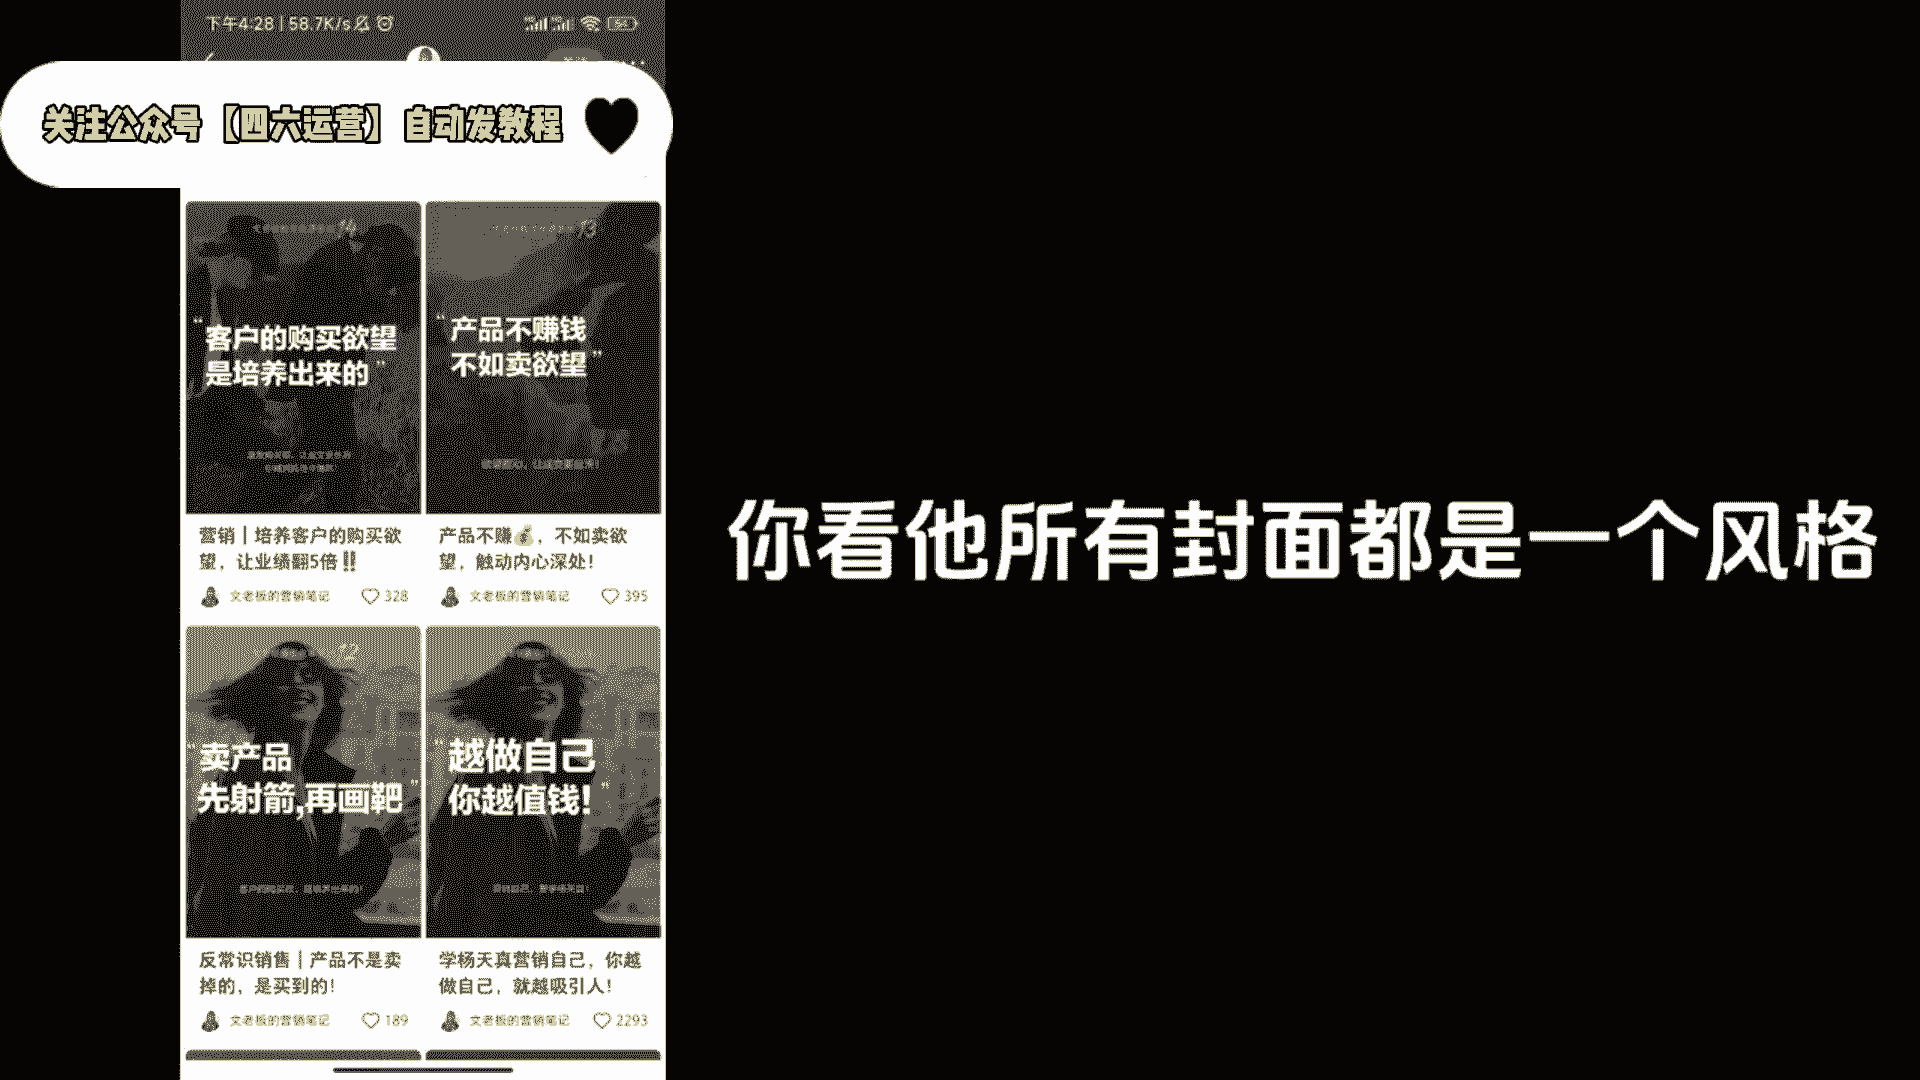 下午4:28 | 58.7K/s
54
关注公众号【四六运营】自动发教程
14
“客户的购买欲望
是培养出来的”
营销｜培养客户的购买欲
望，让业绩翻5倍‼️
文老板的营销笔记
328
13
“产品不赚钱
不如卖欲望”
产品不赚💰，不如卖欲
望，触动内心深处！
文老板的营销笔记
395
12
“卖产品
先射箭,再画靶”
反常识销售｜产品不是卖
掉的，是买到的！
文老板的营销笔记
189
“越做自己
你越值钱!”
学杨天真营销自己，你越
做自己，就越吸引人！
文老板的营销笔记
2293
你看他所有封面都是一个风格